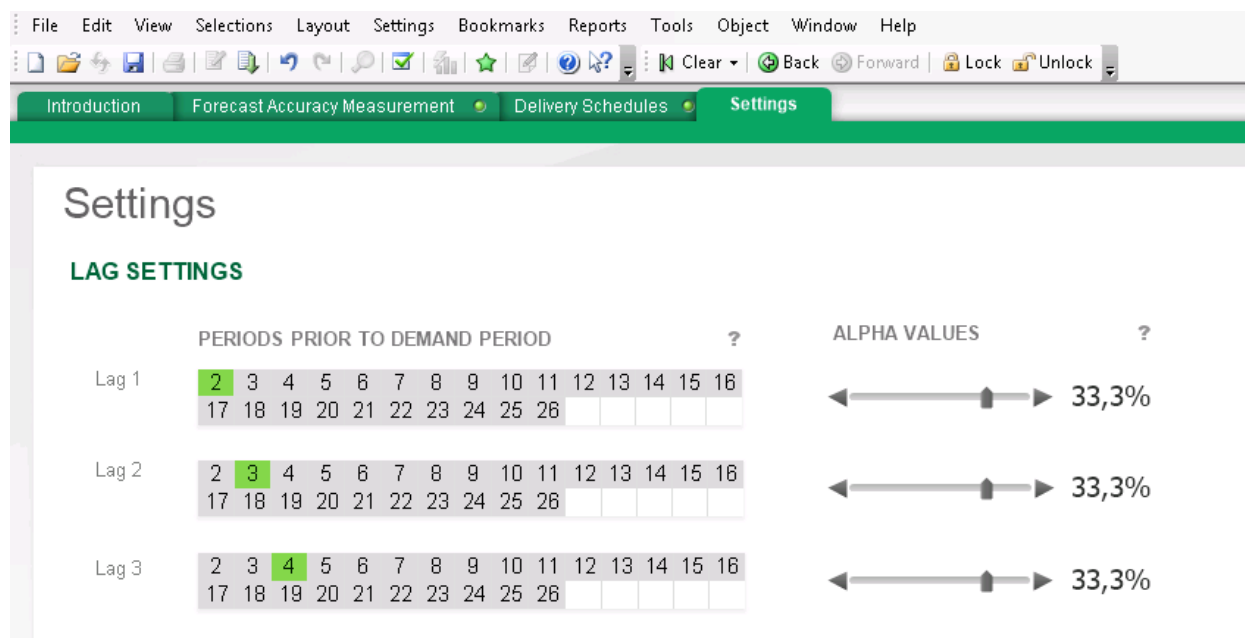 File Edit View Selections Layout Settings Bookmarks Reports Tools Object Window Help
Clear Back Forward Lock Unlock
Introduction Forecast Accuracy Measurement Delivery Schedules Settings
Settings
LAG SETTINGS
PERIODS PRIOR TO DEMAND PERIOD ? ALPHA VALUES ?
Lag 1 2 3 4 5 6 7 8 9 10 11 12 13 14 15 16
17 18 19 20 21 22 23 24 25 26
33,3%
Lag 2 2 3 4 5 6 7 8 9 10 11 12 13 14 15 16
17 18 19 20 21 22 23 24 25 26
33,3%
Lag 3 2 3 4 5 6 7 8 9 10 11 12 13 14 15 16
17 18 19 20 21 22 23 24 25 26
33,3%